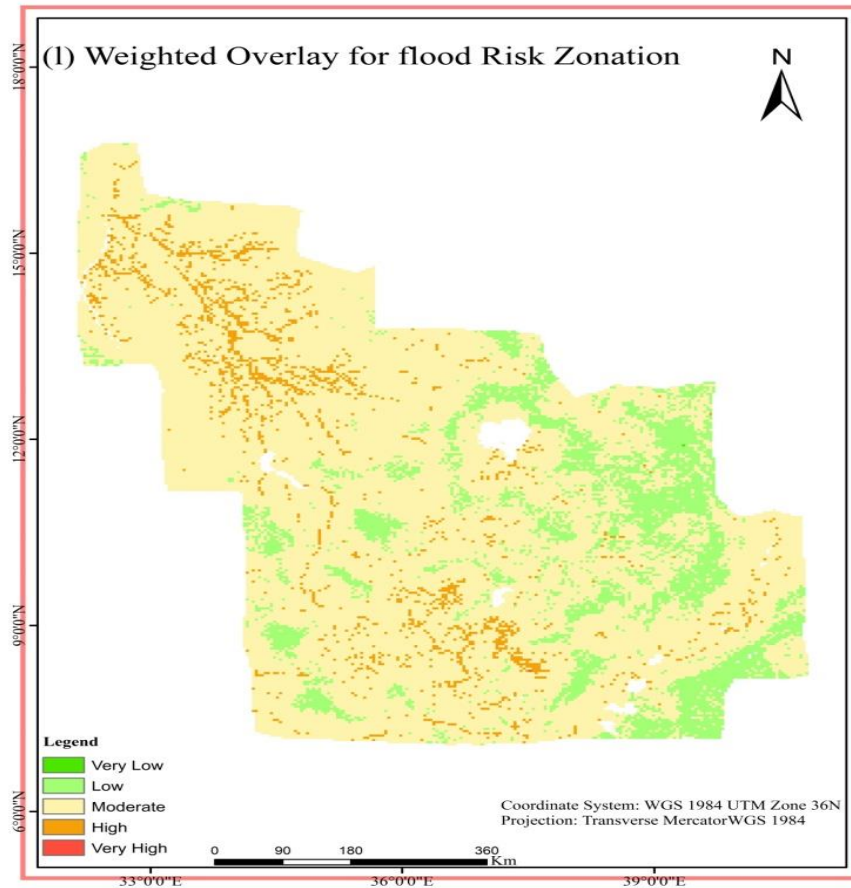 (l) Weighted Overlay for flood Risk Zonation
N
18°0'0"N
15°0'0"N
12°0'0"N
9°0'0"N
6°0'0"N
Legend
Very Low
Low
Moderate
High
Very High
Coordinate System: WGS 1984 UTM Zone 36N
Projection: Transverse MercatorWGS 1984
0 90 180 360
Km
33°0'0"E 36°0'0"E 39°0'0"E